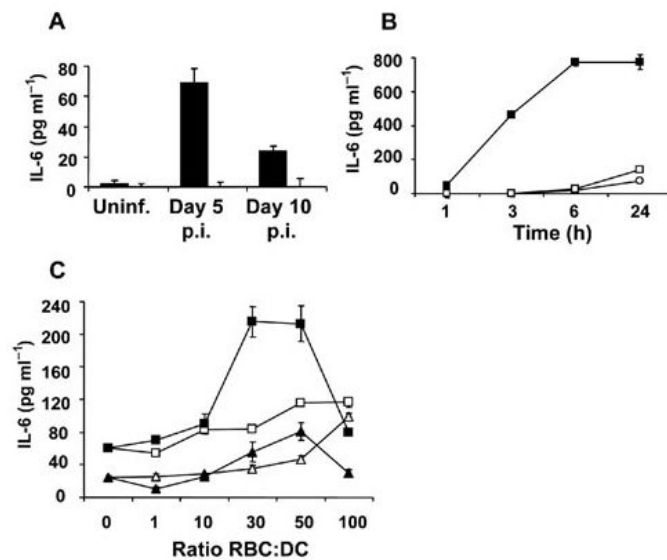 A
IL-6 (pg ml⁻¹)
80
60
40
20
0
Uninf. Day 5 Day 10
p.i. p.i.
B
IL-6 (pg ml⁻¹)
800
600
400
200
0
1 3 6 24
Time (h)
C
IL-6 (pg ml⁻¹)
240
200
160
120
80
40
0
0 1 10 30 50 100
Ratio RBC:DC